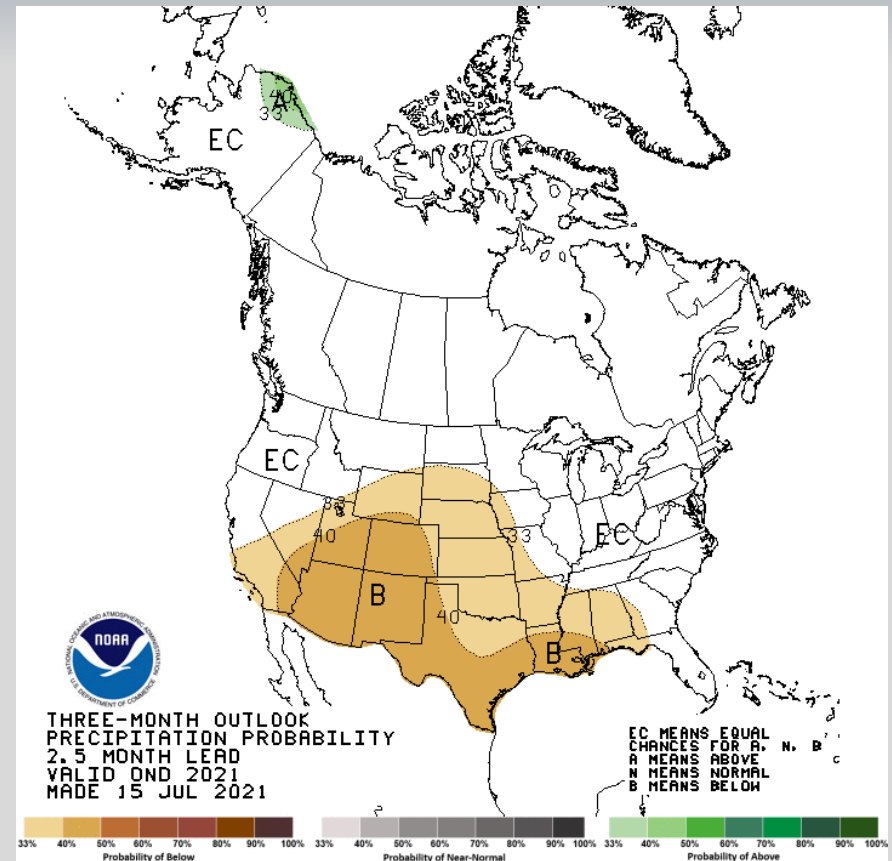 40
A
33
EC
EC
33
40
33
EC
B
40
B
NATIONAL OCEANIC AND ATMOSPHERIC ADMINISTRATION
NOAA
U.S. DEPARTMENT OF COMMERCE
THREE-MONTH OUTLOOK
PRECIPITATION PROBABILITY
2.5 MONTH LEAD
VALID OND 2021
MADE 15 JUL 2021
EC MEANS EQUAL
CHANCES FOR A, N, B
A MEANS ABOVE
N MEANS NORMAL
B MEANS BELOW
33% 40% 50% 60% 70% 80% 90% 100%
Probability of Below
33% 40% 50% 60% 70% 80% 90% 100%
Probability of Near-Normal
33% 40% 50% 60% 70% 80% 90% 100%
Probability of Above